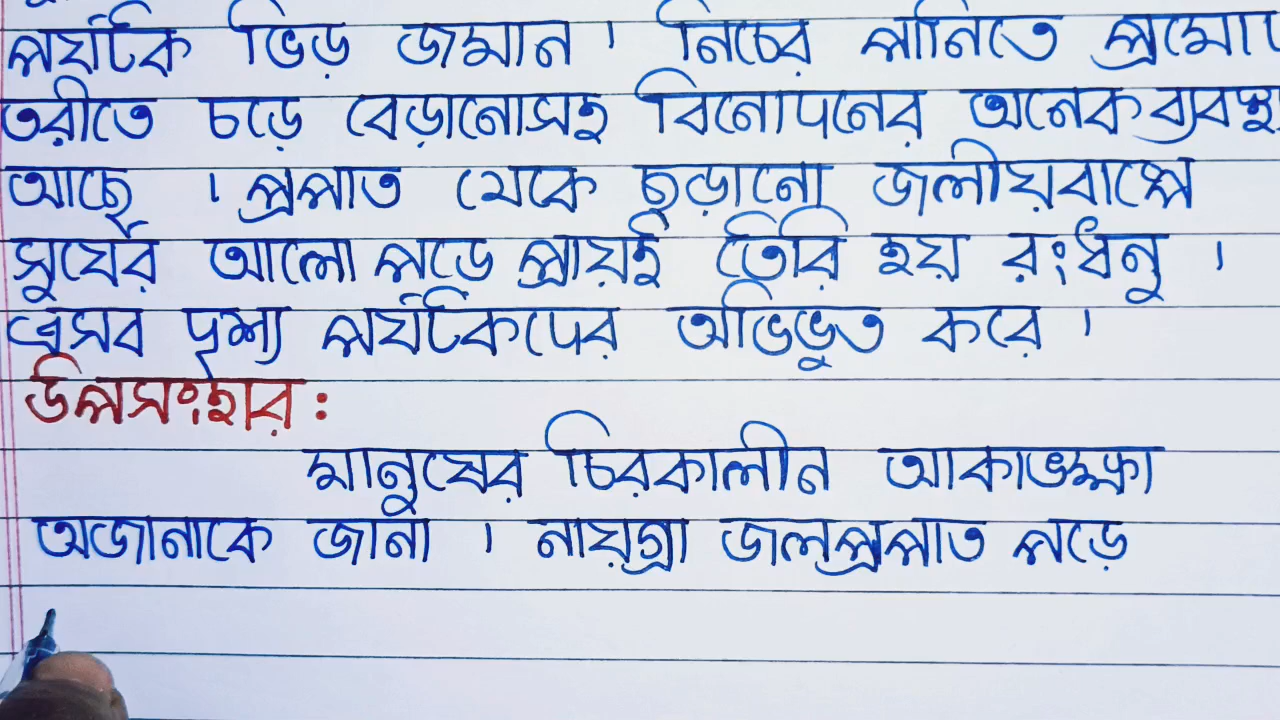 পর্যটক ভিড় জমান । নিচের পানিতে প্রমো
তরীতে চড়ে বেড়ানোসহ বিনোদনের অনেক ব্যবস্থা
আছে । প্রপাত থেকে ছড়ানো জলীয়বাষ্পে
সূর্যের আলো পড়ে প্রায়ই তৈরি হয় রংধনু ।
এসব দৃশ্য পর্যটকদের অভিভূত করে ।
উপসংহার :
মানুষের চিরকালীন আকাঙ্ক্ষা
অজানাকে জানা । নায়গ্রা জলপ্রপাত পড়ে